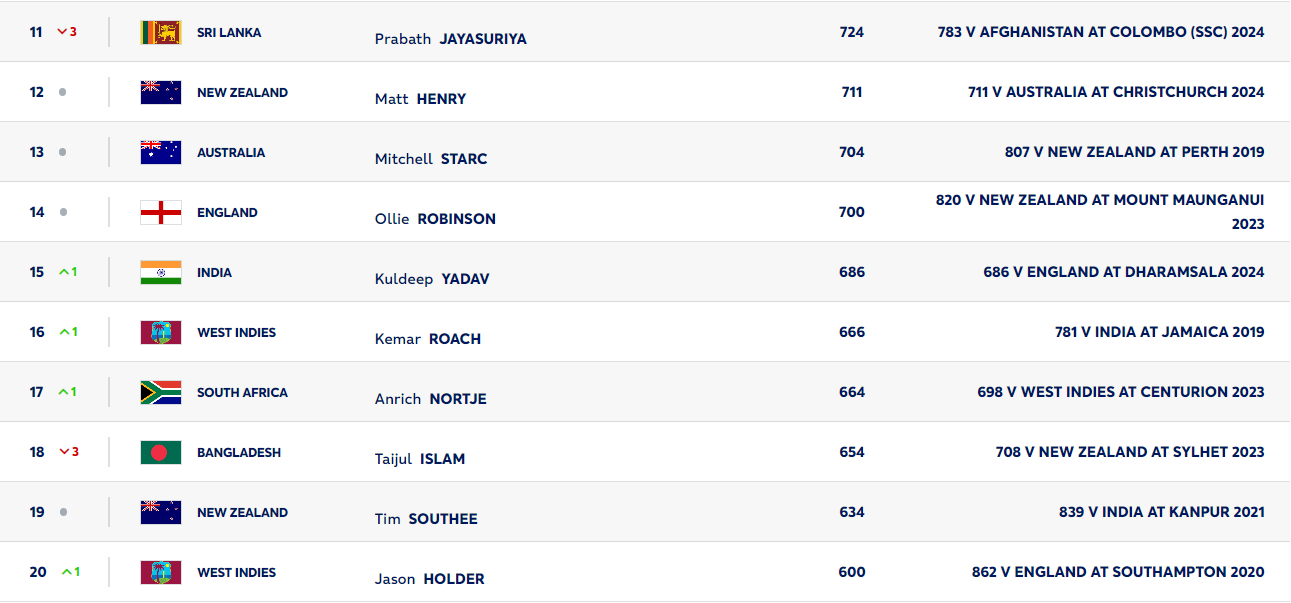 11 3 SRI LANKA Prabath JAYASURIYA 724 783 V AFGHANISTAN AT COLOMBO (SSC) 2024
12 NEW ZEALAND Matt HENRY 711 711 V AUSTRALIA AT CHRISTCHURCH 2024
13 AUSTRALIA Mitchell STARC 704 807 V NEW ZEALAND AT PERTH 2019
14 ENGLAND Ollie ROBINSON 700 820 V NEW ZEALAND AT MOUNT MAUNGANUI
2023
15 1 INDIA Kuldeep YADAV 686 686 V ENGLAND AT DHARAMSALA 2024
16 1 WEST INDIES Kemar ROACH 666 781 V INDIA AT JAMAICA 2019
17 1 SOUTH AFRICA Anrich NORTJE 664 698 V WEST INDIES AT CENTURION 2023
18 3 BANGLADESH Taijul ISLAM 654 708 V NEW ZEALAND AT SYLHET 2023
19 NEW ZEALAND Tim SOUTHEE 634 839 V INDIA AT KANPUR 2021
20 1 WEST INDIES Jason HOLDER 600 862 V ENGLAND AT SOUTHAMPTON 2020